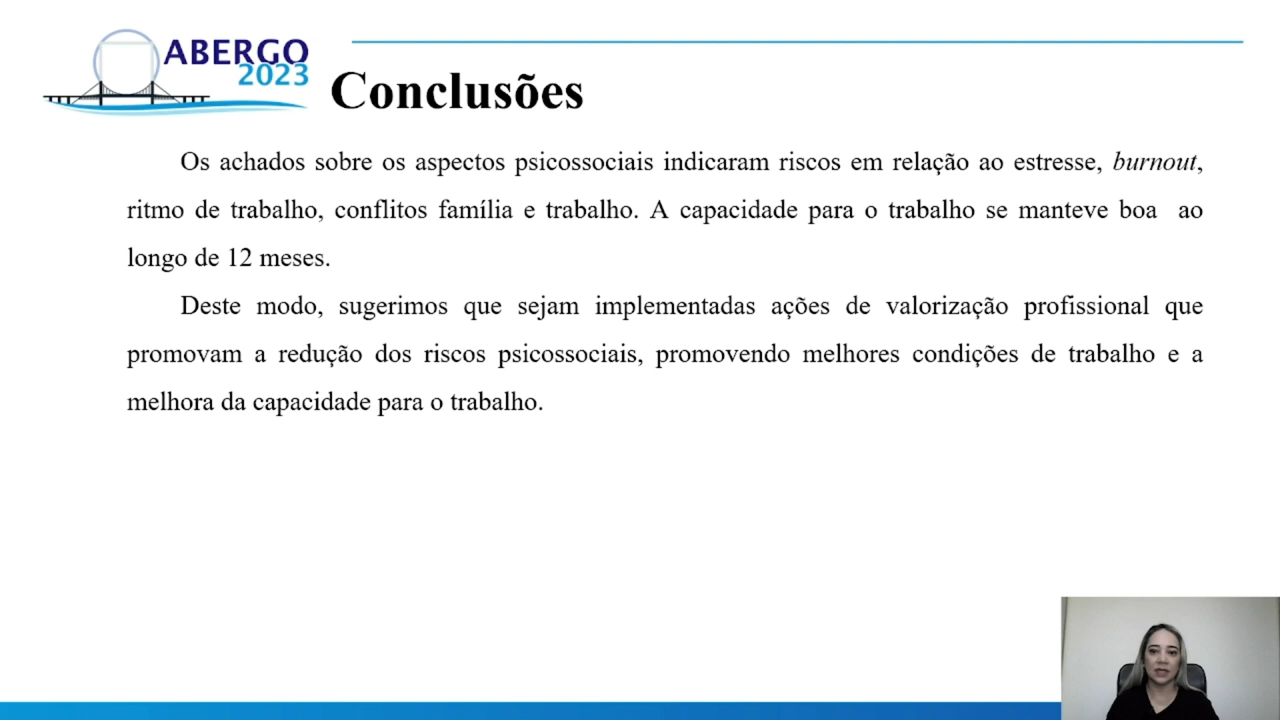 ABERGO
2023
Conclusões
Os achados sobre os aspectos psicossociais indicaram riscos em relação ao estresse, burnout,
ritmo de trabalho, conflitos família e trabalho. A capacidade para o trabalho se manteve boa ao
longo de 12 meses.
Deste modo, sugerimos que sejam implementadas ações de valorização profissional que
promovam a redução dos riscos psicossociais, promovendo melhores condições de trabalho e a
melhora da capacidade para o trabalho.